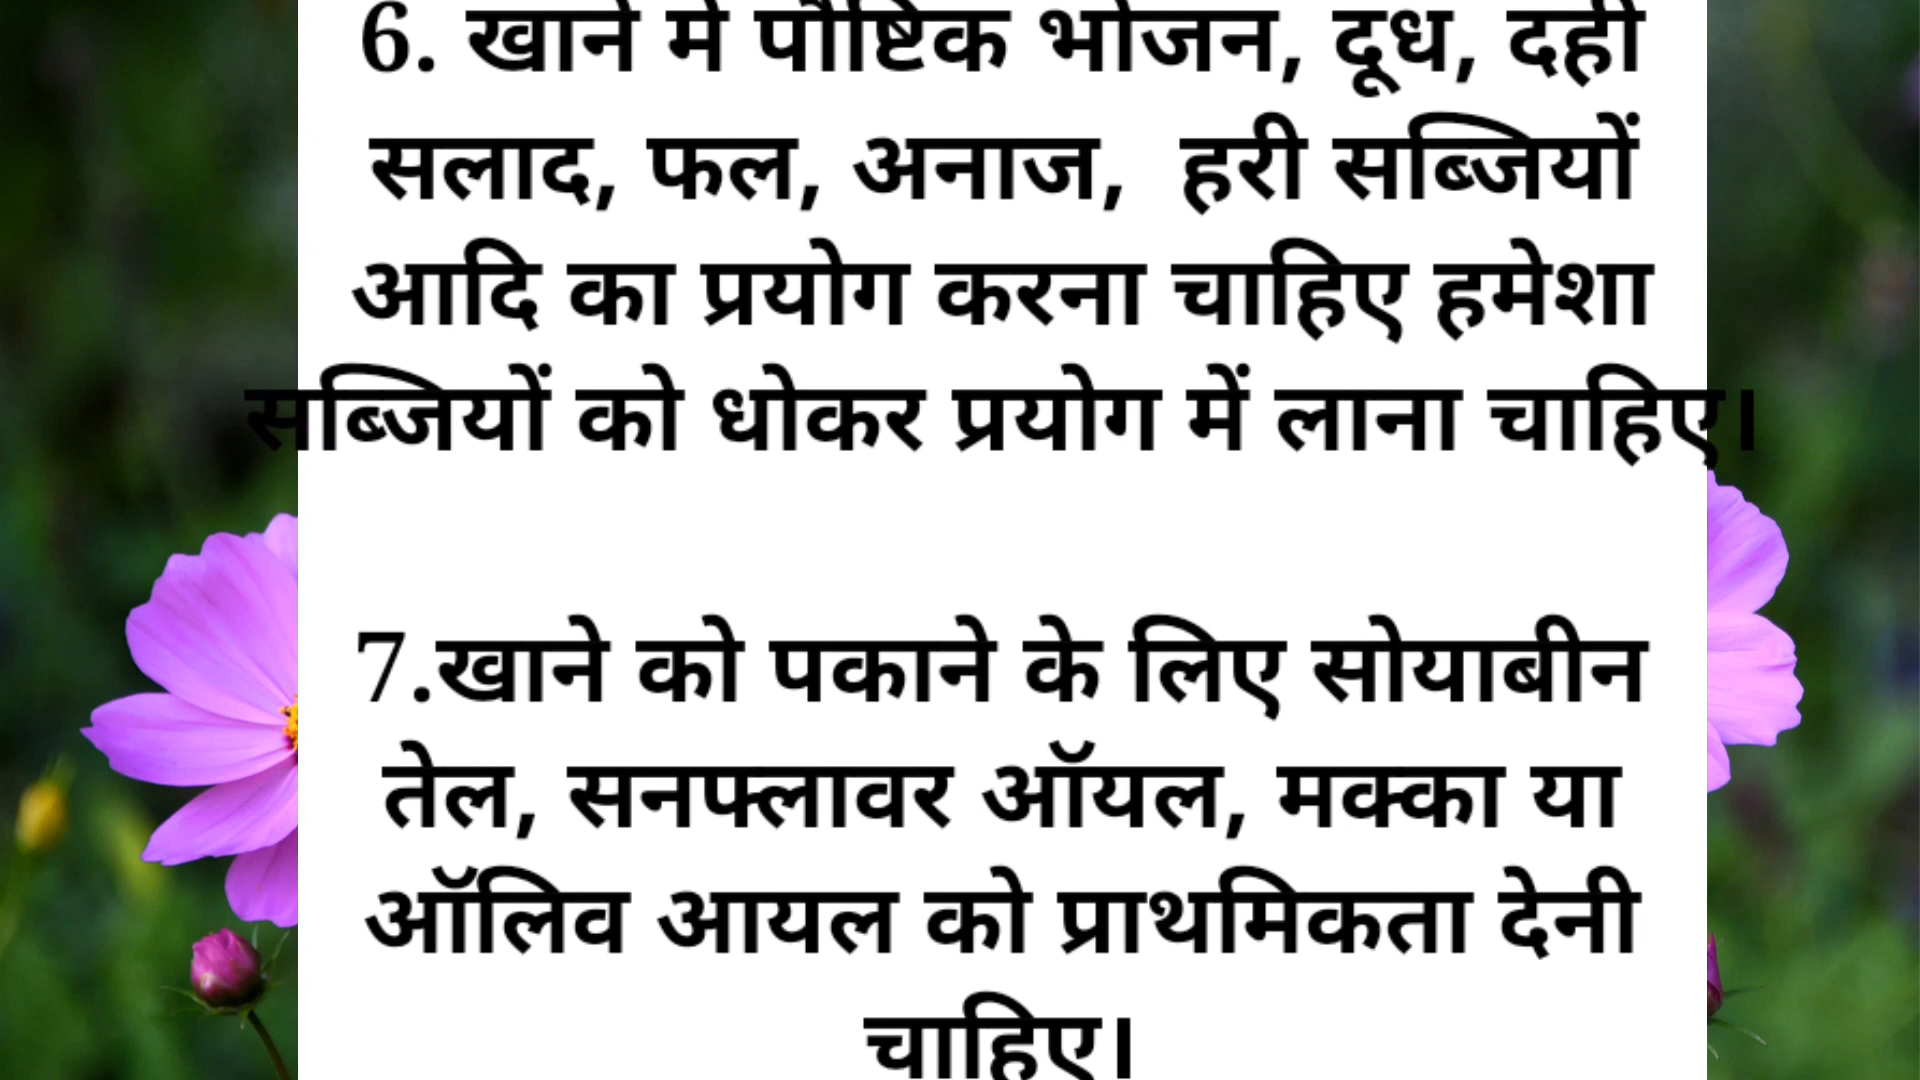 6. खाने में पौष्टिक भोजन, दूध, दही
सलाद, फल, अनाज, हरी सब्जियों
आदि का प्रयोग करना चाहिए हमेशा
सब्जियों को धोकर प्रयोग में लाना चाहिए।
7.खाने को पकाने के लिए सोयाबीन
तेल, सनफ्लावर ऑयल, मक्का या
ऑलिव आयल को प्राथमिकता देनी
चाहिए।